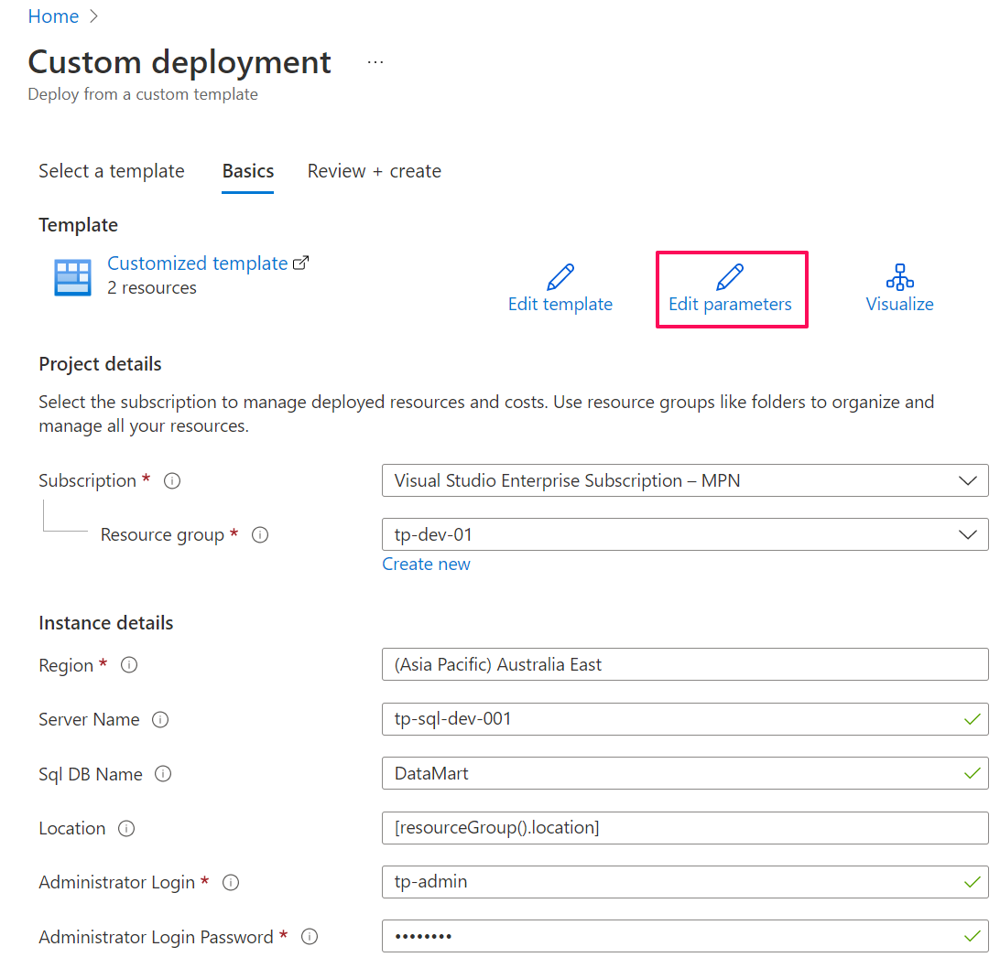 Home
Custom deployment ...
Deploy from a custom template
Select a template Basics Review + create
Template
Customized template
2 resources
Edit template Edit parameters Visualize
Project details
Select the subscription to manage deployed resources and costs. Use resource groups like folders to organize and
manage all your resources.
Subscription * Visual Studio Enterprise Subscription – MPN
Resource group * tp-dev-01
Create new
Instance details
Region * (Asia Pacific) Australia East
Server Name tp-sql-dev-001
Sql DB Name DataMart
Location [resourceGroup().location]
Administrator Login * tp-admin
Administrator Login Password * ••••••••